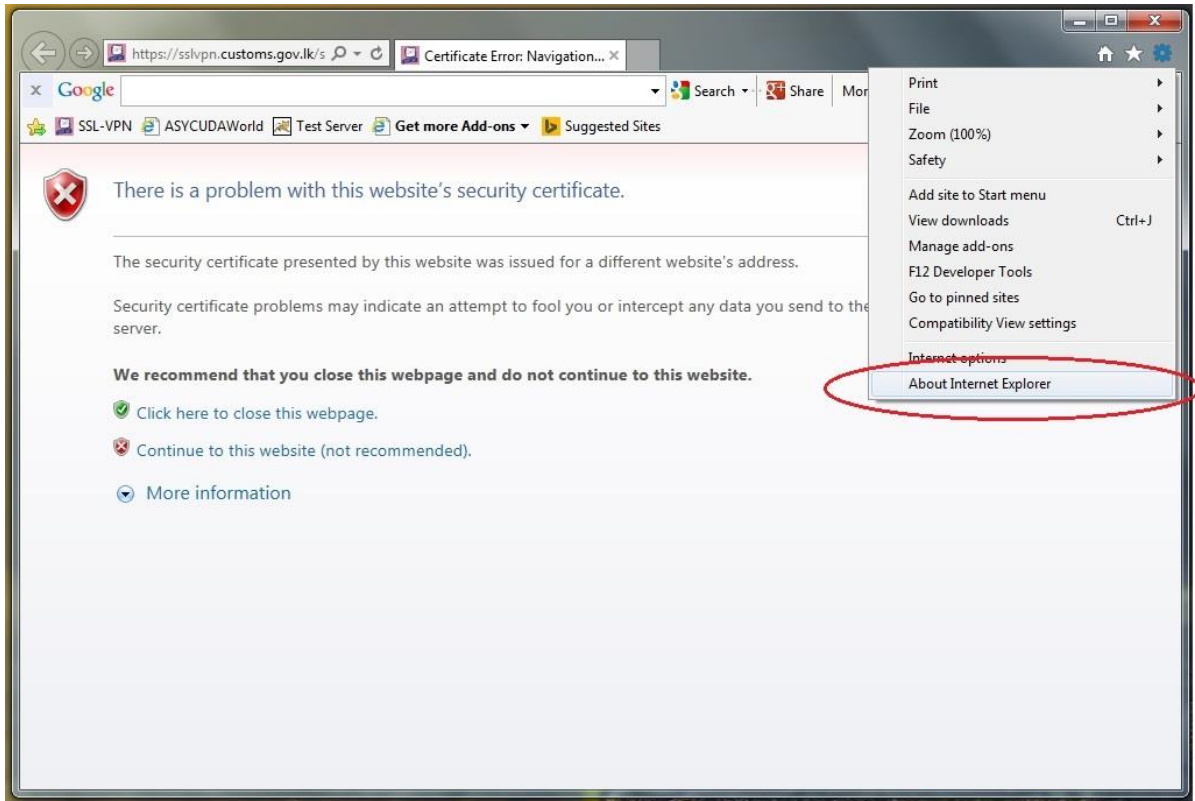 https://sslvpn.customs.gov.lk/s
Certificate Error: Navigation...
x Google Search Share Mor
SSL-VPN ASYCUDAWorld Test Server Get more Add-ons Suggested Sites
There is a problem with this website's security certificate.
The security certificate presented by this website was issued for a different website's address.
Security certificate problems may indicate an attempt to fool you or intercept any data you send to the
server.
We recommend that you close this webpage and do not continue to this website.
Click here to close this webpage.
Continue to this website (not recommended).
More information
Print
File
Zoom (100%)
Safety
Add site to Start menu
View downloads Ctrl+J
Manage add-ons
F12 Developer Tools
Go to pinned sites
Compatibility View settings
Internet options
About Internet Explorer